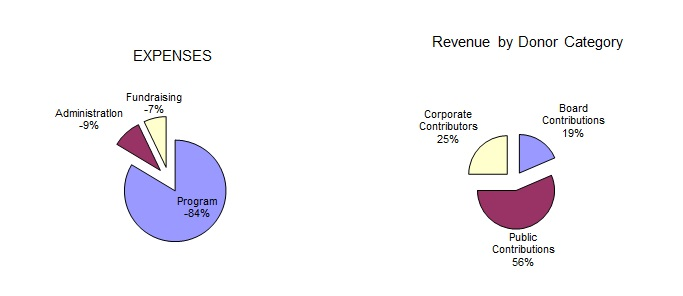 EXPENSES
Fundraising
-7%
Administration
-9%
Program
-84%
Revenue by Donor Category
Corporate
Contributors
25%
Board
Contributions
19%
Public
Contributions
56%